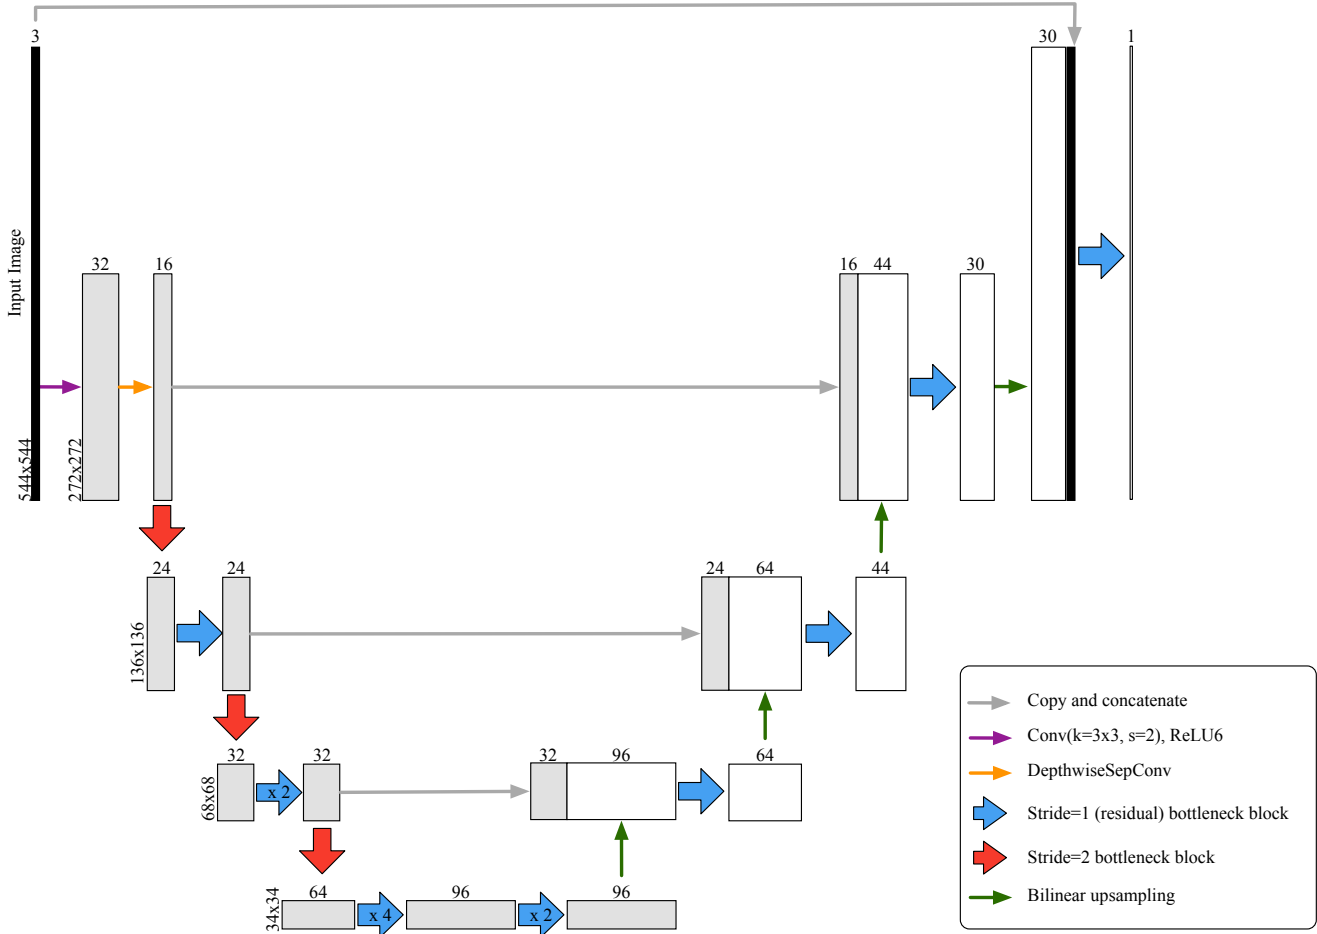 3
30
1
Input Image
544x544
32
16
272x272
16
44
30
24
24
136x136
24
64
44
32
32
68x68
x 2
32
96
64
64
96
96
34x34
x 4
x 2
Copy and concatenate
Conv(k=3x3, s=2), ReLU6
DepthwiseSepConv
Stride=1 (residual) bottleneck block
Stride=2 bottleneck block
Bilinear upsampling